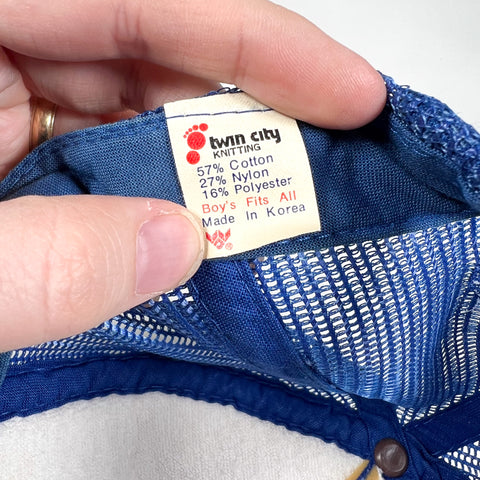 twin city
KNITTING
57% Cotton
27% Nylon
16% Polyester
Boy's Fits All
Made In Korea
®